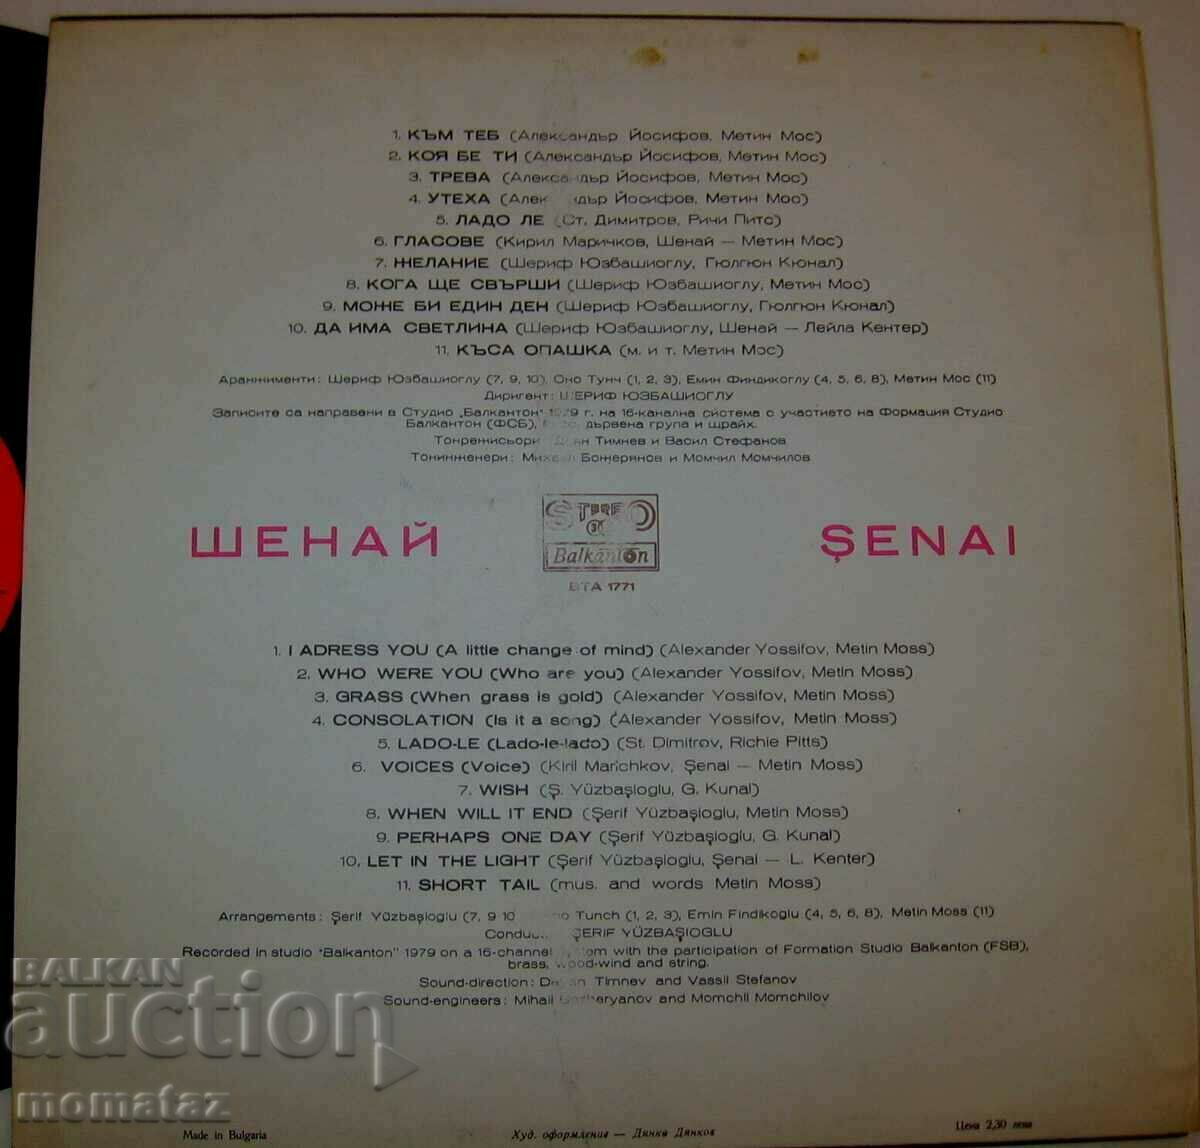 1. КЪМ ТЕБ (Александър Йосифов, Метин Мос)
2. КОЯ БЕ ТИ (Александър Йосифов, Метин Мос)
3. ТРЕВА (Александър Йосифов, Метин Мос)
4. УТЕХА (Александър Йосифов, Метин Мос)
5. ЛАДО ЛЕ (Ст. Димитров, Ричи Питс)
6. ГЛАСОВЕ (Кирил Маричков, Шенай — Метин Мос)
7. ЖЕЛАНИЕ (Шериф Юзбашиоглу, Гюлгюн Кюнал)
8. КОГА ЩЕ СВЪРШИ (Шериф Юзбашиоглу, Метин Мос)
9. МОЖЕ БИ ЕДИН ДЕН (Шериф Юзбашиоглу, Гюлгюн Кюнал)
10. ДА ИМА СВЕТЛИНА (Шериф Юзбашиоглу, Шенай — Лейла Кентер)
11. КЪСА ОПАШКА (м. и т. Метин Мос)
Аранжименти: Шериф Юзбашиоглу (7, 9, 10), Оно Тунч (1, 2, 3), Емин Финдикоглу (4, 5, 6, 8), Метин Мос (11)
Диригент: ШЕРИФ ЮЗБАШИОГЛУ
Записите са направени в Студио „Балкантон" 1979 г. на 16-канална система с участието на Формация Студио
Балкантон (ФСБ), дървена група и щрайх.
Тонрежисьори: Деян Тимнев и Васил Стефанов
Тонинженери: Михаил Божерянов и Момчил Момчилов
ШЕНАЙ
STEREO
Balkanton
ВТА 1771
ŞENAI
1. I ADRESS YOU (A little change of mind) (Alexander Yossifov, Metin Moss)
2. WHO WERE YOU (Who are you) (Alexander Yossifov, Metin Moss)
3. GRASS (When grass is gold) (Alexander Yossifov, Metin Moss)
4. CONSOLATION (Is it a song) (Alexander Yossifov, Metin Moss)
5. LADO-LE (Lado-le-lado) (St. Dimitrov, Richie Pitts)
6. VOICES (Voice) (Kiril Marichkov, Şenai — Metin Moss)
7. WISH (Ş. Yüzbaşioglu, G. Kunal)
8. WHEN WILL IT END (Şerif Yüzbaşioglu, Metin Moss)
9. PERHAPS ONE DAY (Şerif Yüzbaşioglu, G. Kunal)
10. LET IN THE LIGHT (Şerif Yüzbaşioglu, Şenai — L. Kenter)
11. SHORT TAIL (mus. and words Metin Moss)
Arrangements: Şerif Yüzbaşioglu (7, 9 10 Tunch (1, 2, 3), Emin Findikoglu (4, 5, 6, 8), Metin Moss (11)
ŞERIF YÜZBAŞIOGLU
Recorded in studio "Balkanton" 1979 on a 16-channel system with the participation of Formation Studio Balkanton (FSB),
brass, wood-wind and string.
Sound-direction: Deyan Timnev and Vassil Stefanov
Sound-engineers: Mihail Bozheryanov and Momchil Momchilov
BALKAN
auction
momataz
Made in Bulgaria
Худ. оформление — Дянко Дянков
Цена 2,30 лева